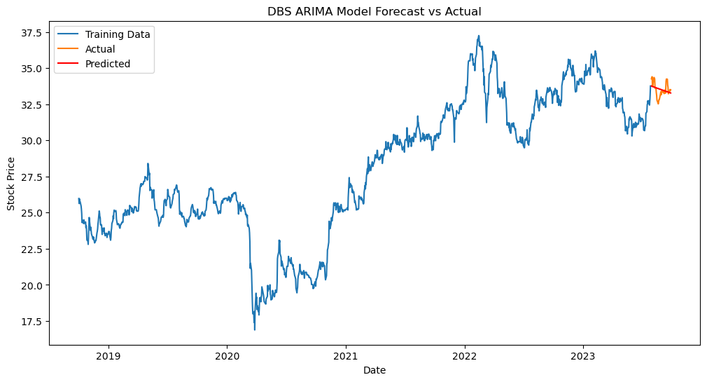 DBS ARIMA Model Forecast vs Actual
Training Data
Actual
Predicted
37.5
35.0
32.5
30.0
27.5
25.0
22.5
20.0
17.5
Stock Price
2019
2020
2021
2022
2023
Date